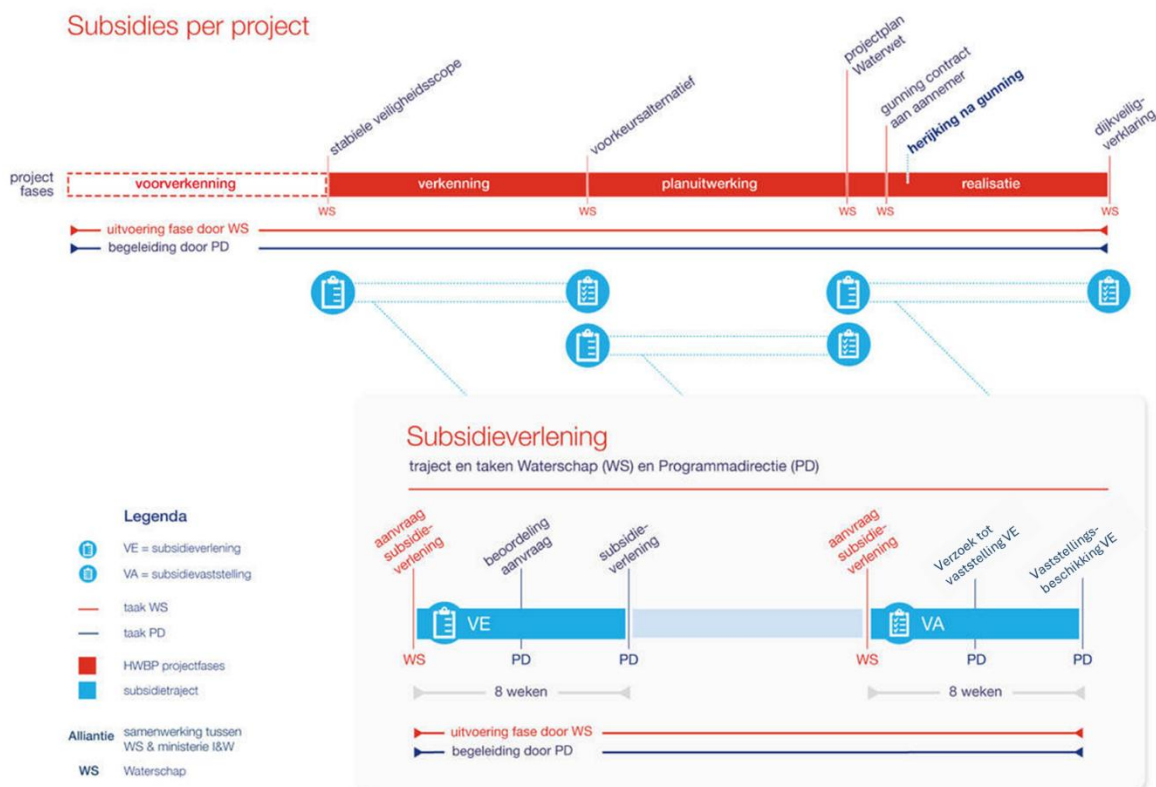 Subsidies per project
stabiele veiligheidsscope
voorkeursalternatief
projectplan
Waterwet
gunning contract
aan aannemer
herijking na gunning
dijkveilig-
verklaring
project
fases
voorverkenning
verkenning
planuitwerking
realisatie
WS
WS
WS
WS
WS
uitvoering fase door WS
begeleiding door PD
Subsidieverlening
traject en taken Waterschap (WS) en Programmadirectie (PD)
aanvraag
subsidie-
verlening
beoordeling
aanvraag
subsidie-
verlening
aanvraag
subsidie-
verlening
Verzoek tot
vaststelling VE
Vaststellings-
beschikking VE
VE
VA
WS
PD
PD
WS
PD
PD
8 weken
8 weken
uitvoering fase door WS
begeleiding door PD
Legenda
VE = subsidieverlening
VA = subsidievaststelling
taak WS
taak PD
HWBP projectfases
subsidietraject
Alliantie samenwerking tussen
WS & ministerie I&W
WS Waterschap